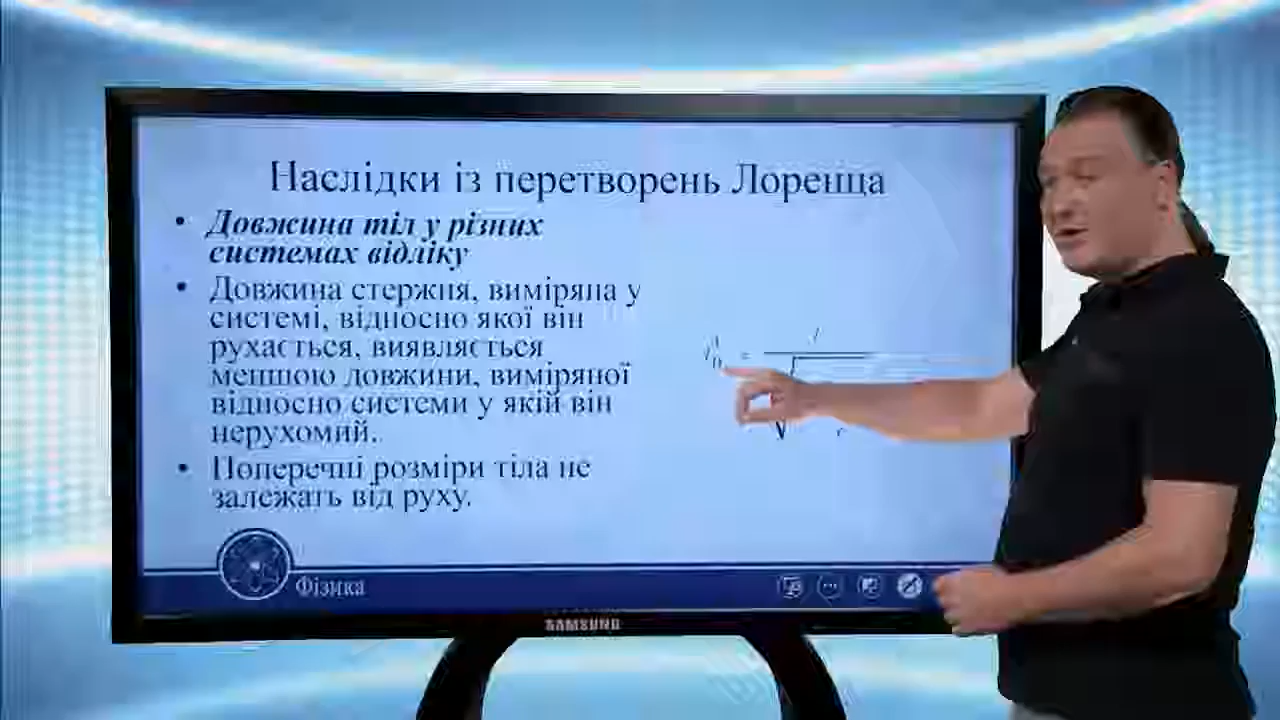 Наслідки із перетворень Лоренца
• Довжина тіл у різних
системах відліку
• Довжина стержня, виміряна у
системі, відносно якої він
рухається, виявляється
меншою довжини, виміряної
відносно системи у якій він
нерухомий.
• Поперечні розміри тіла не
залежать від руху.
Фізика
SAMSUNG